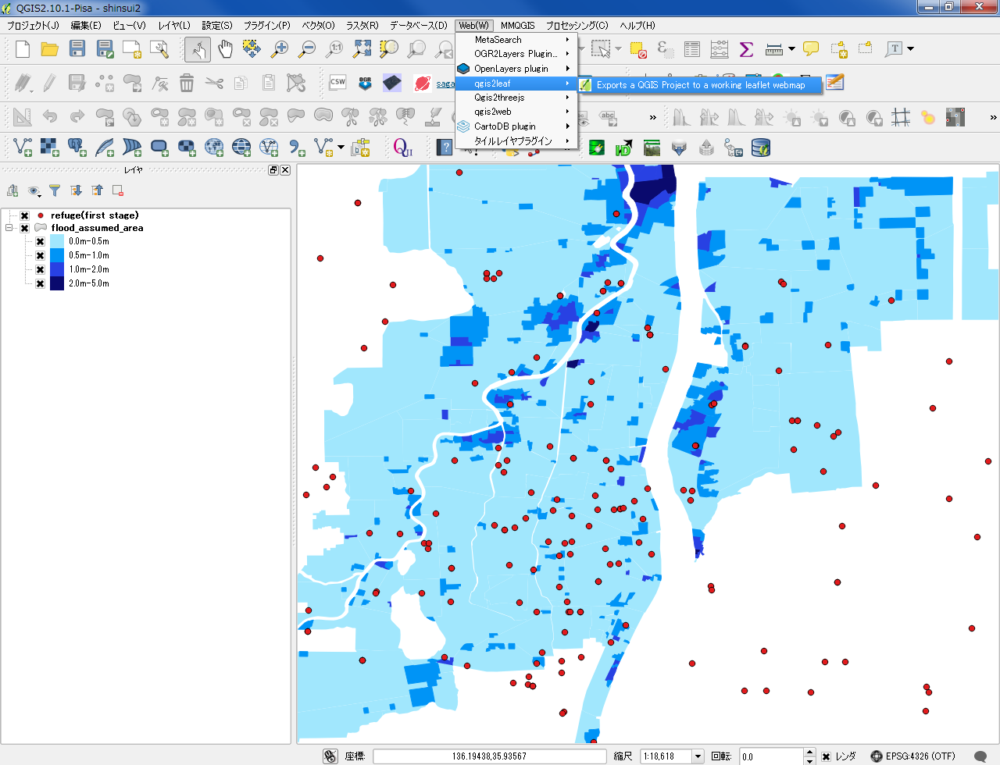 QGIS2.10.1-Pisa - shinsui2
プロジェクト(J) 編集(E) ビュー(V) レイヤ(L) 設定(S) プラグイン(P) ベクタ(O) ラスタ(R) データベース(D) Web(W) MMQGIS プロセッシング(C) ヘルプ(H)
MetaSearch
OGR2Layers Plugin...
OpenLayers plugin
qgis2leaf
Exports a QGIS Project to a working leaflet webmap
Qgis2threejs
qgis2web
CartoDB plugin
タイルレイヤプラグイン
1:1
T
CSW
OGR
saga
abc
»
»
レイヤ
refuge(first stage)
flood_assumed_area
0.0m-0.5m
0.5m-1.0m
1.0m-2.0m
2.0m-5.0m
座標:
136.19438,35.93567
縮尺
1:18,618
回転:
0.0
レンダ
EPSG:4326 (OTF)